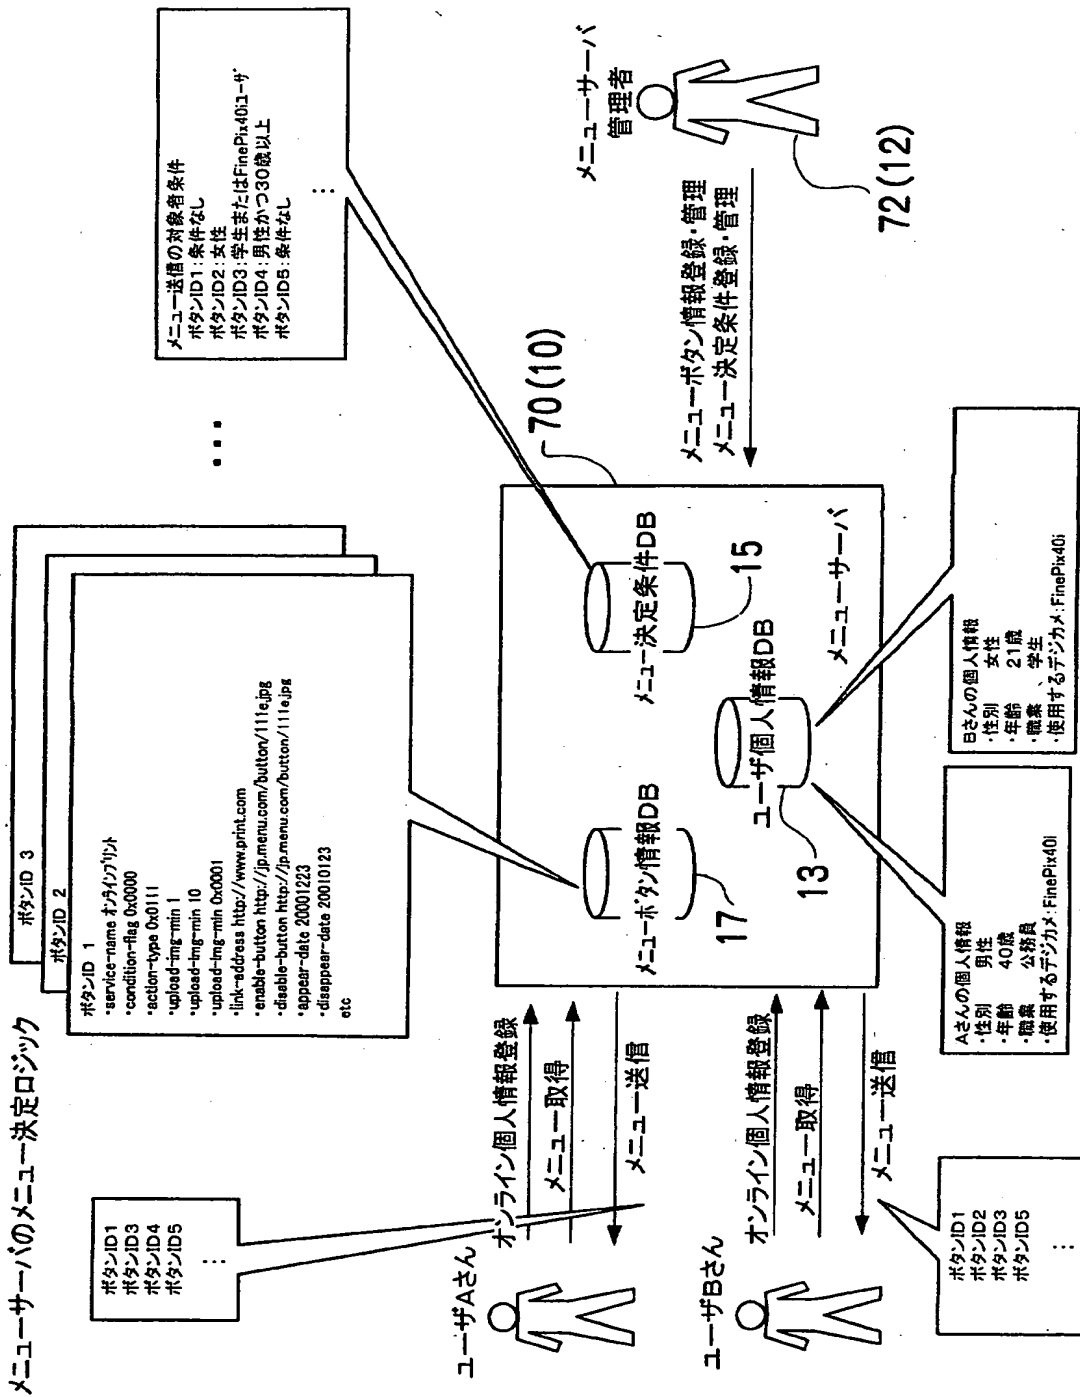 メニューサーバのメニュー決定ロジック
ボタンID 3
ボタンID 2
ボタンID 1
・service-name オンラインプリント
・condition-flag 0x0000
・action-type 0x0111
・upload-img-min 1
・upload-img-min 10
・upload-img-min 0x0001
・link-address http://www.print.com
・enable-button http://jp.menu.com/button/111e.jpg
・disable-button http://jp.menu.com/button/111e.jpg
・appear-date 20001223
・disappear-date 20010123
etc
...
メニュー送信の対象者条件
ボタンID1:条件なし
ボタンID2:女性
ボタンID3:学生またはFinePix40iユーザ
ボタンID4:男性かつ30歳以上
ボタンID5:条件なし
⋮
ボタンID1
ボタンID3
ボタンID4
ボタンID5
⋮
ユーザAさん
オンライン個人情報登録
メニュー取得
メニュー送信
ユーザBさん
オンライン個人情報登録
メニュー取得
メニュー送信
ボタンID1
ボタンID2
ボタンID3
ボタンID5
⋮
70(10)
メニューボタン情報DB
17
メニュー決定条件DB
15
ユーザ個人情報DB
13
メニューサーバ
メニューボタン情報登録・管理
メニュー決定条件登録・管理
メニューサーバ
管理者
72(12)
Aさんの個人情報
・性別 男性
・年齢 40歳
・職業 公務員
・使用するデジカメ:FinePix40i
Bさんの個人情報
・性別 女性
・年齢 21歳
・職業 、学生
・使用するデジカメ:FinePix40i